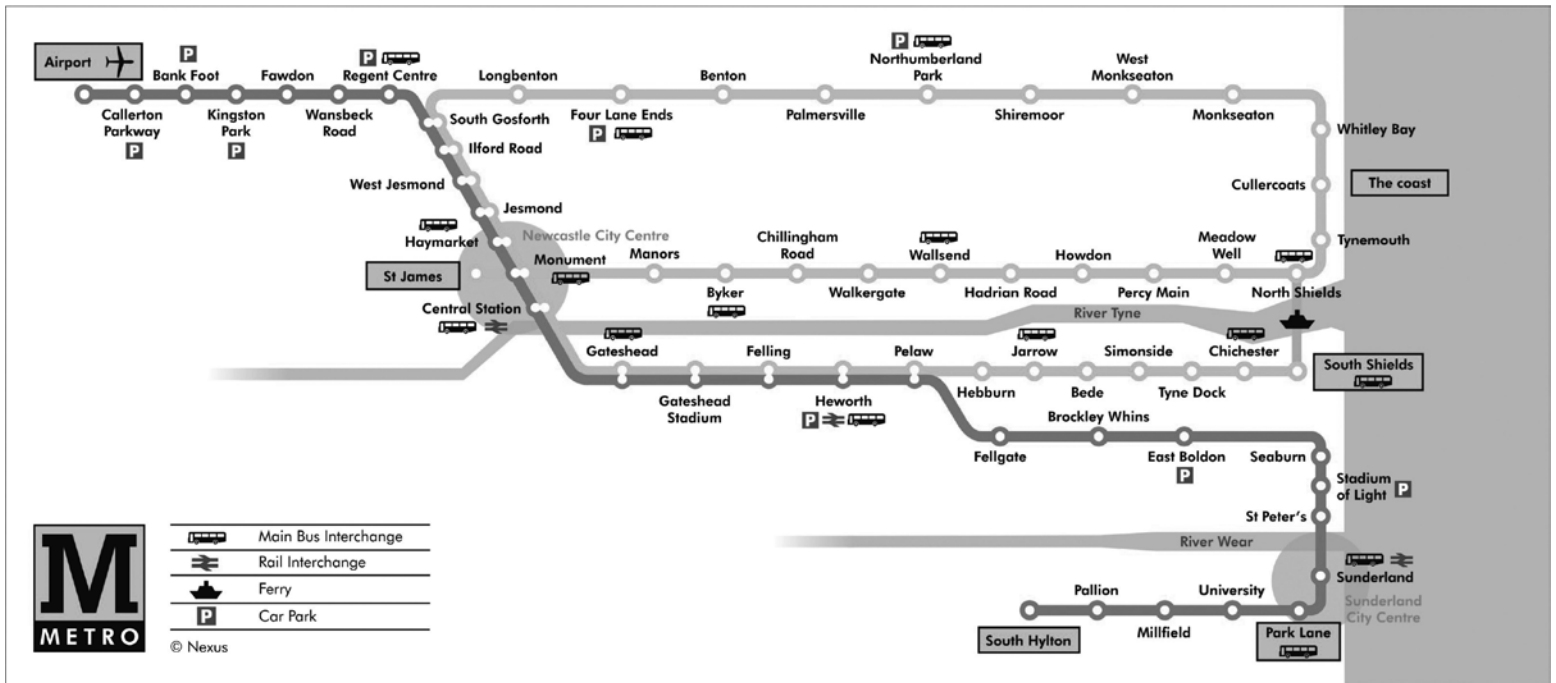 Airport
P
Bank Foot
Fawdon
P
Regent Centre
Longbenton
Benton
P
Northumberland
Park
West
Monkseaton
Callerton
Parkway
P
Kingston
Park
P
Wansbeck
Road
South Gosforth
Four Lane Ends
P
Palmersville
Shiremoor
Monkseaton
Ilford Road
Whitley Bay
West Jesmond
Cullercoats
The coast
Jesmond
Haymarket
Newcastle City Centre
Tynemouth
St James
Monument
Manors
Chillingham
Road
Wallsend
Howdon
Meadow
Well
Byker
Walkergate
Hadrian Road
Percy Main
North Shields
Central Station
River Tyne
Gateshead
Felling
Pelaw
Jarrow
Simonside
Chichester
South Shields
Gateshead
Stadium
Heworth
P
Hebburn
Bede
Tyne Dock
Brockley Whins
Fellgate
East Boldon
P
Seaburn
Stadium
of Light
P
St Peter's
River Wear
Sunderland
Sunderland
City Centre
Pallion
University
South Hylton
Millfield
Park Lane
M
METRO
Main Bus Interchange
Rail Interchange
Ferry
P
Car Park
© Nexus